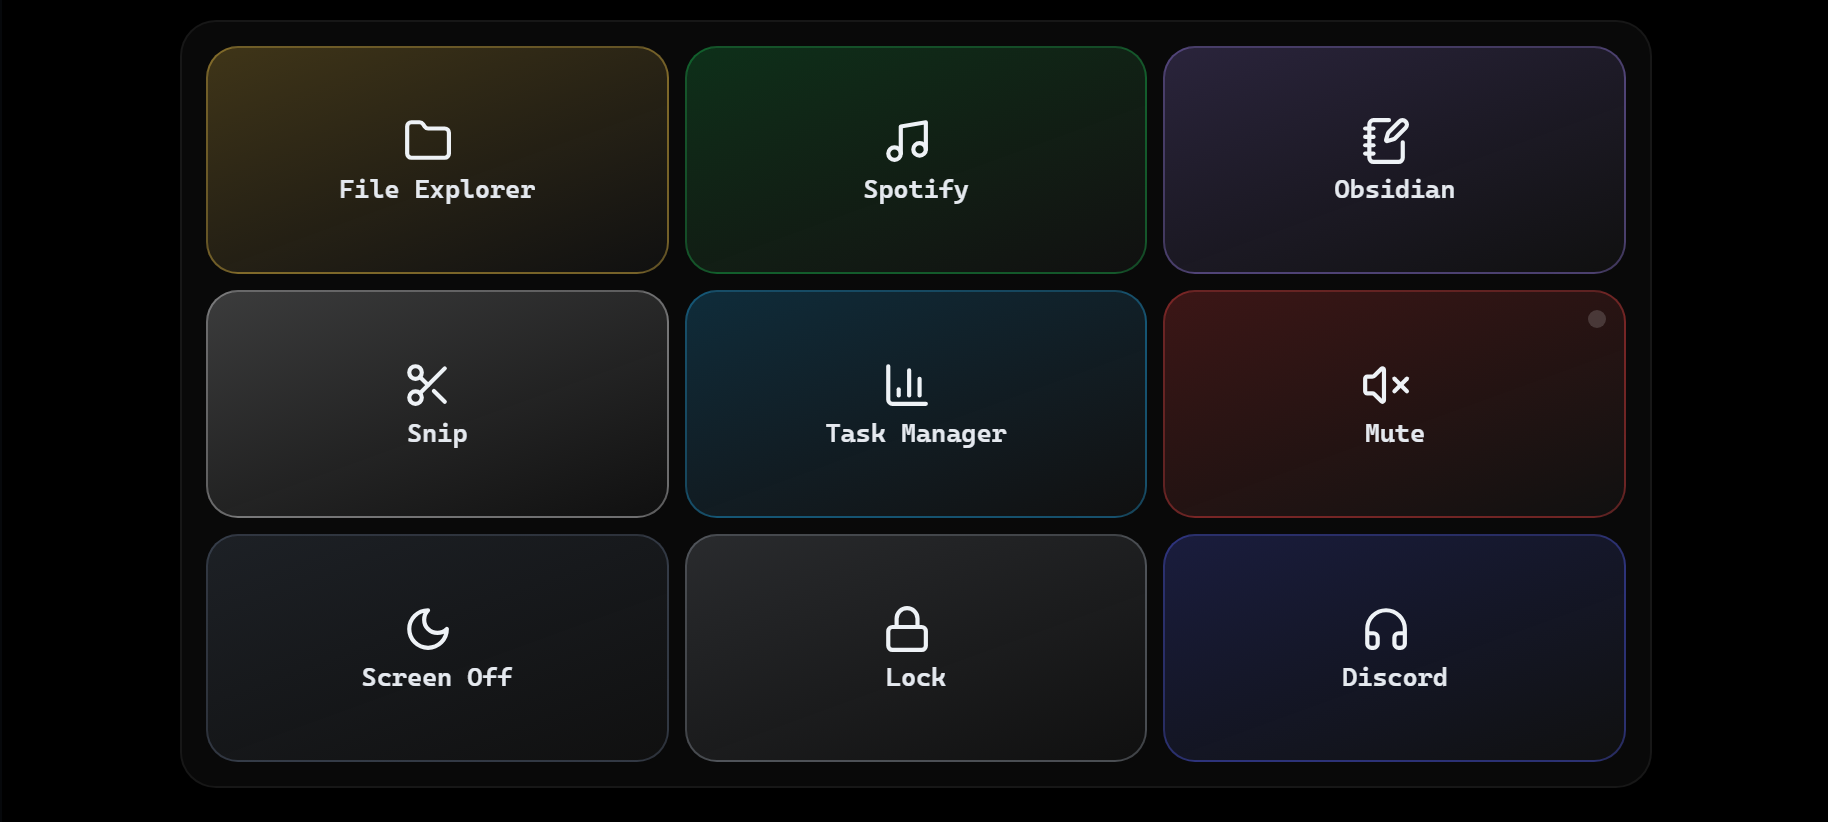 File Explorer
Spotify
Obsidian
Snip
Task Manager
Mute
Screen Off
Lock
Discord